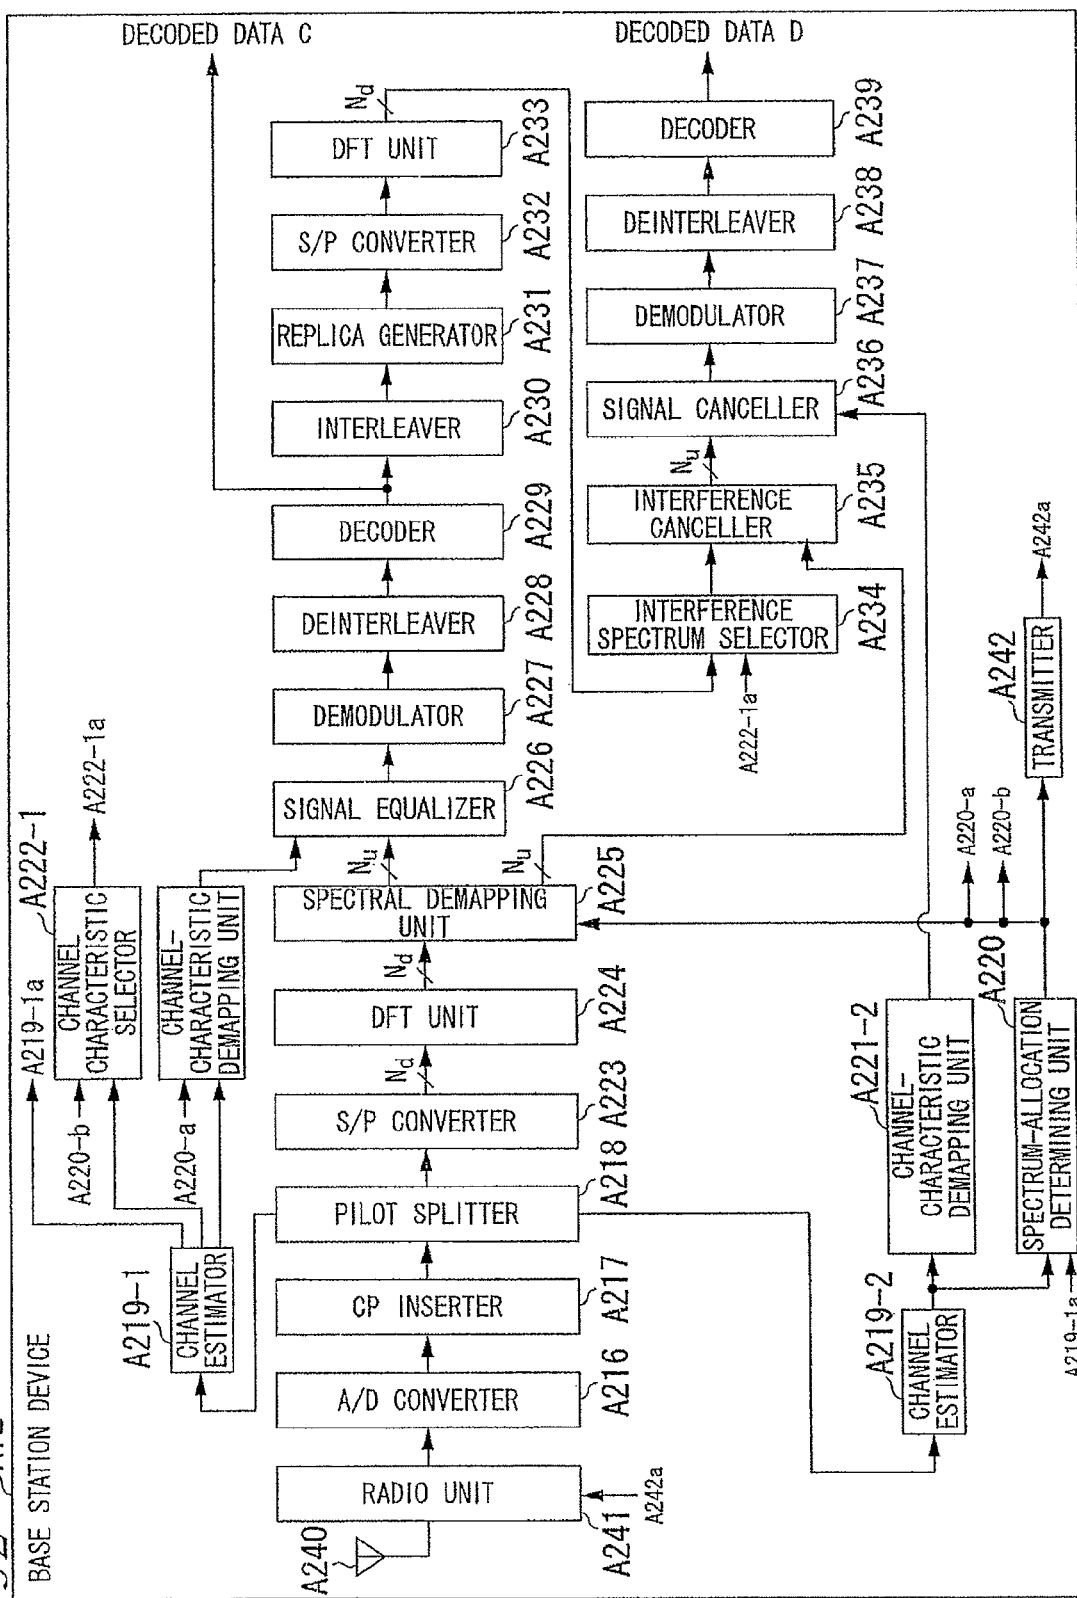 BASE STATION DEVICE
DECODED DATA C
DECODED DATA D
A240
RADIO UNIT
A241
A242a
A/D CONVERTER
A216
CP INSERTER
A217
PILOT SPLITTER
A218
S/P CONVERTER
A223
Nd
DFT UNIT
A224
Nd
SPECTRAL DEMAPPING
UNIT
A225
Nu
Nu
SIGNAL EQUALIZER
A226
DEMODULATOR
A227
DEINTERLEAVER
A228
DECODER
A229
INTERLEAVER
A230
REPLICA GENERATOR
A231
S/P CONVERTER
A232
DFT UNIT
A233
Nd
A219-1
CHANNEL
ESTIMATOR
A219-1a
A220-b
A220-a
CHANNEL
CHARACTERISTIC
SELECTOR
A222-1
A222-1a
CHANNEL-
CHARACTERISTIC
DEMAPPING UNIT
INTERFERENCE
SPECTRUM SELECTOR
A234
A222-1a
INTERFERENCE
CANCELLER
A235
Nu
SIGNAL CANCELLER
A236
DEMODULATOR
A237
DEINTERLEAVER
A238
DECODER
A239
A219-2
CHANNEL
ESTIMATOR
A221-2
CHANNEL-
CHARACTERISTIC
DEMAPPING UNIT
A220
SPECTRUM-ALLOCATION
DETERMINING UNIT
A219-1a
A220-a
A220-b
A242
TRANSMITTER
A242a